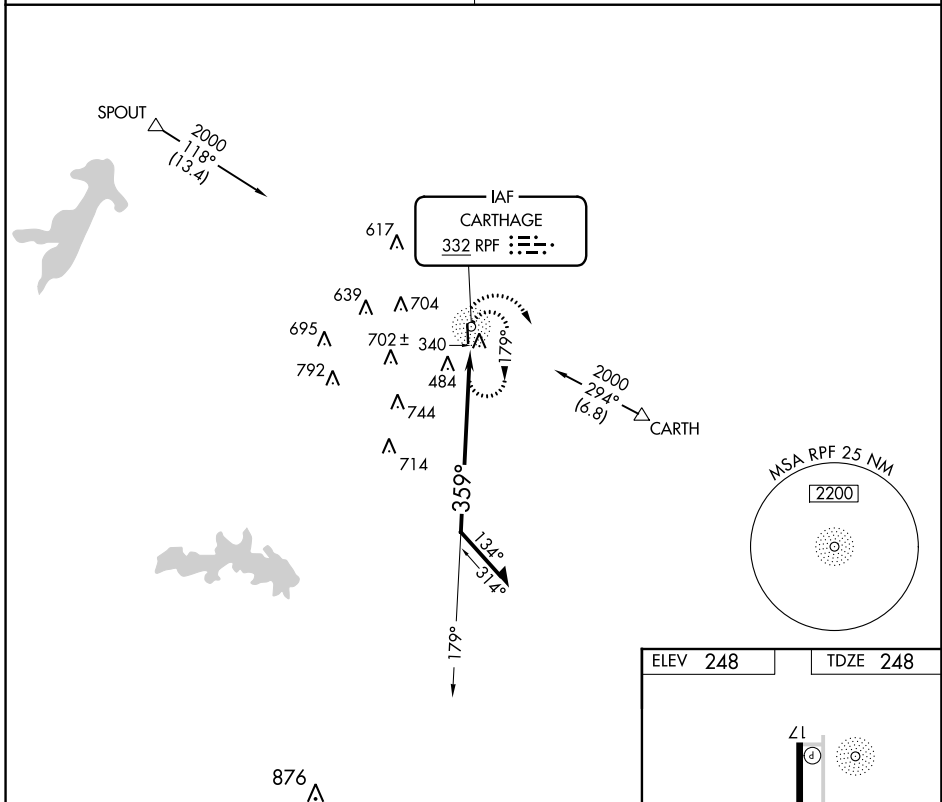 SPOUT
2000
118°
(13.4)
IAF
CARTHAGE
332 RPF
617
639
704
695
702 ±
340
179°
792
484
744
2000
294°
(6.8)
CARTH
714
MSA RPF 25 NM
2200
359°
134°
314°
179°
ELEV 248
TDZE 248
17
P
876